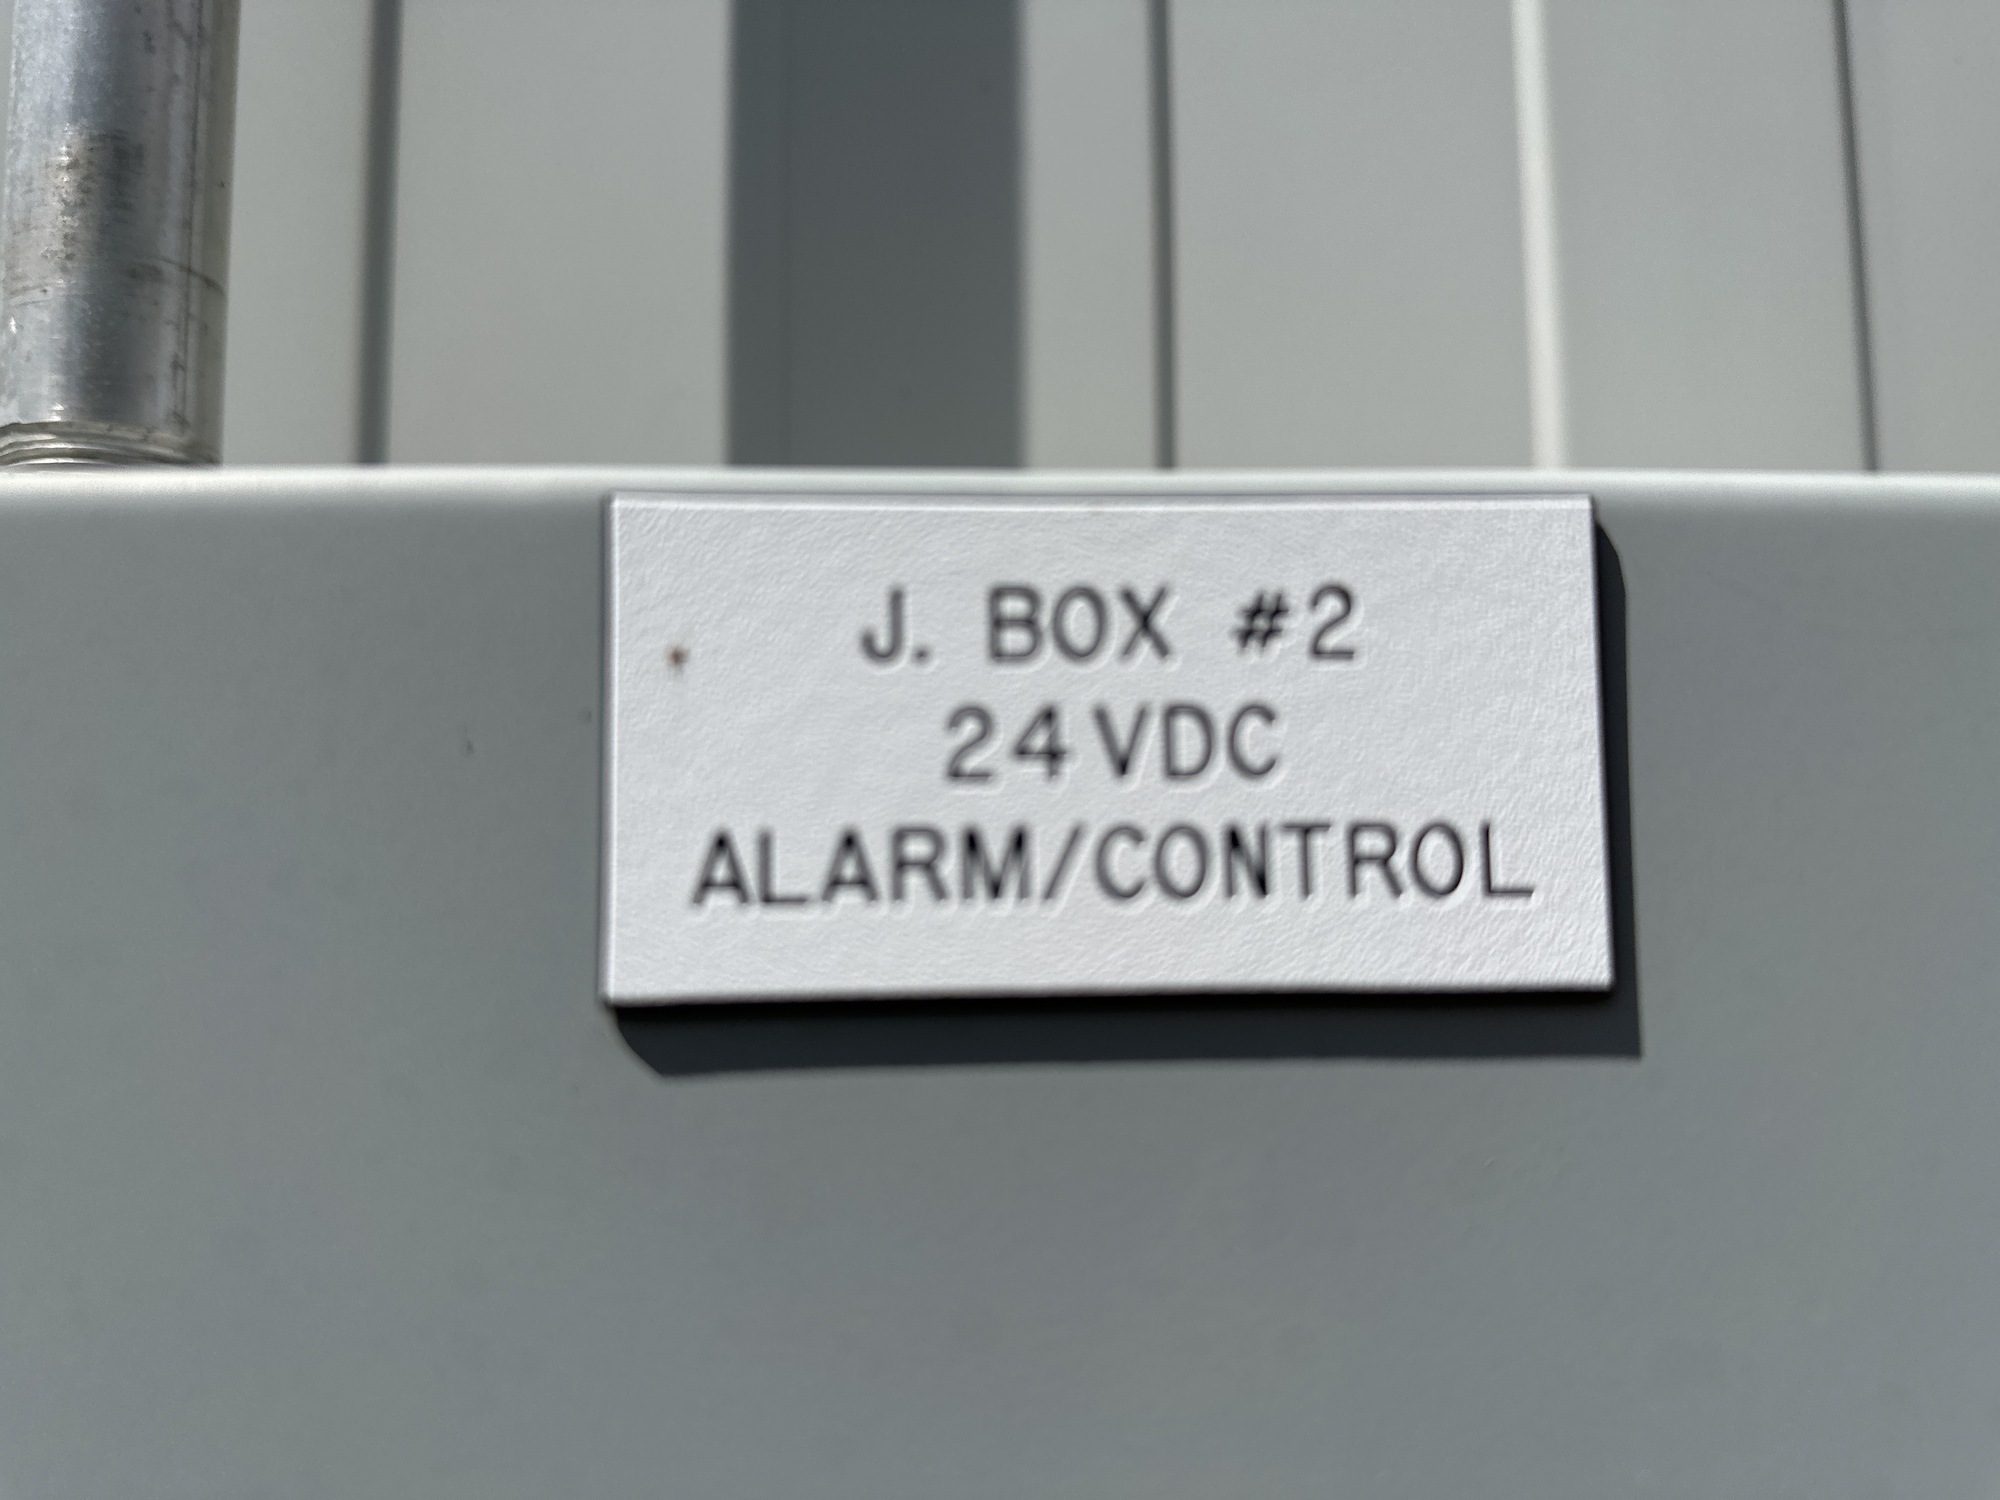 J. BOX #2
24 VDC
ALARM/CONTROL